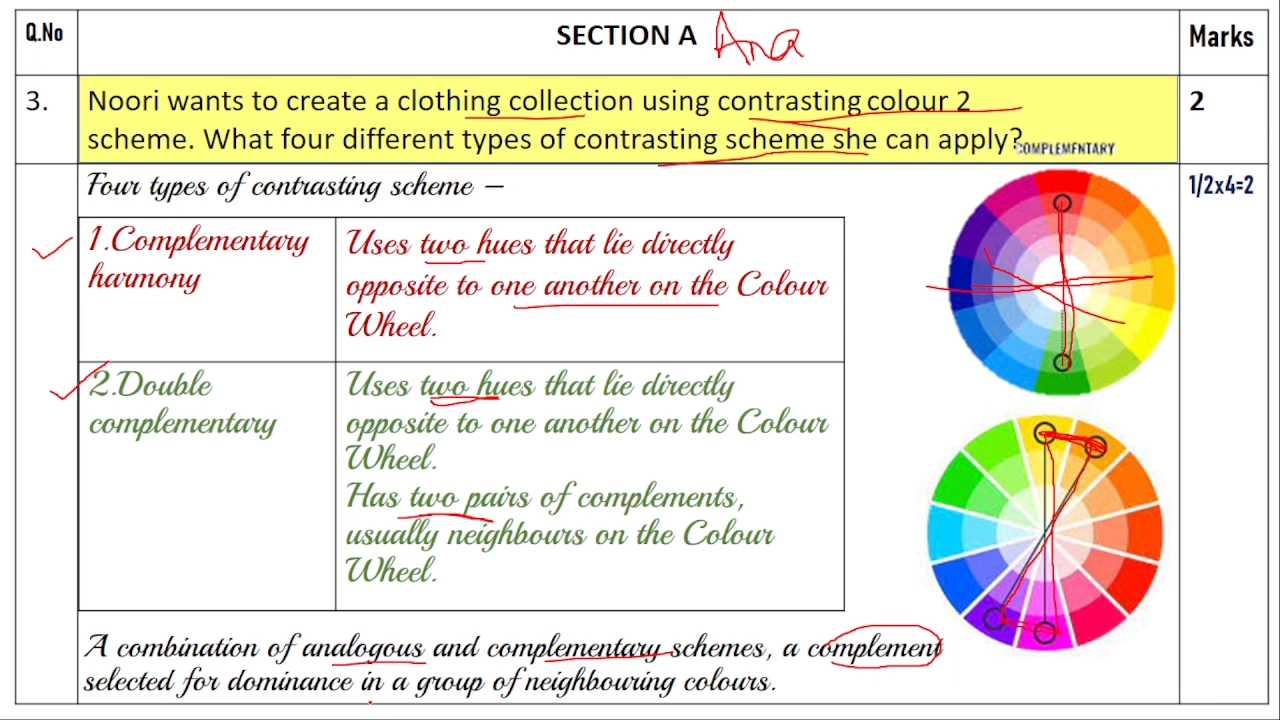 Q.No
SECTION A
Marks
3.
Noori wants to create a clothing collection using contrasting colour 2
scheme. What four different types of contrasting scheme she can apply?
2
COMPLEMENTARY
Four types of contrasting scheme –
1/2x4=2
1.Complementary
harmony
Uses two hues that lie directly
opposite to one another on the Colour
Wheel.
2.Double
complementary
Uses two hues that lie directly
opposite to one another on the Colour
Wheel.
Has two pairs of complements,
usually neighbours on the Colour
Wheel.
A combination of analogous and complementary schemes, a complement
selected for dominance in a group of neighbouring colours.